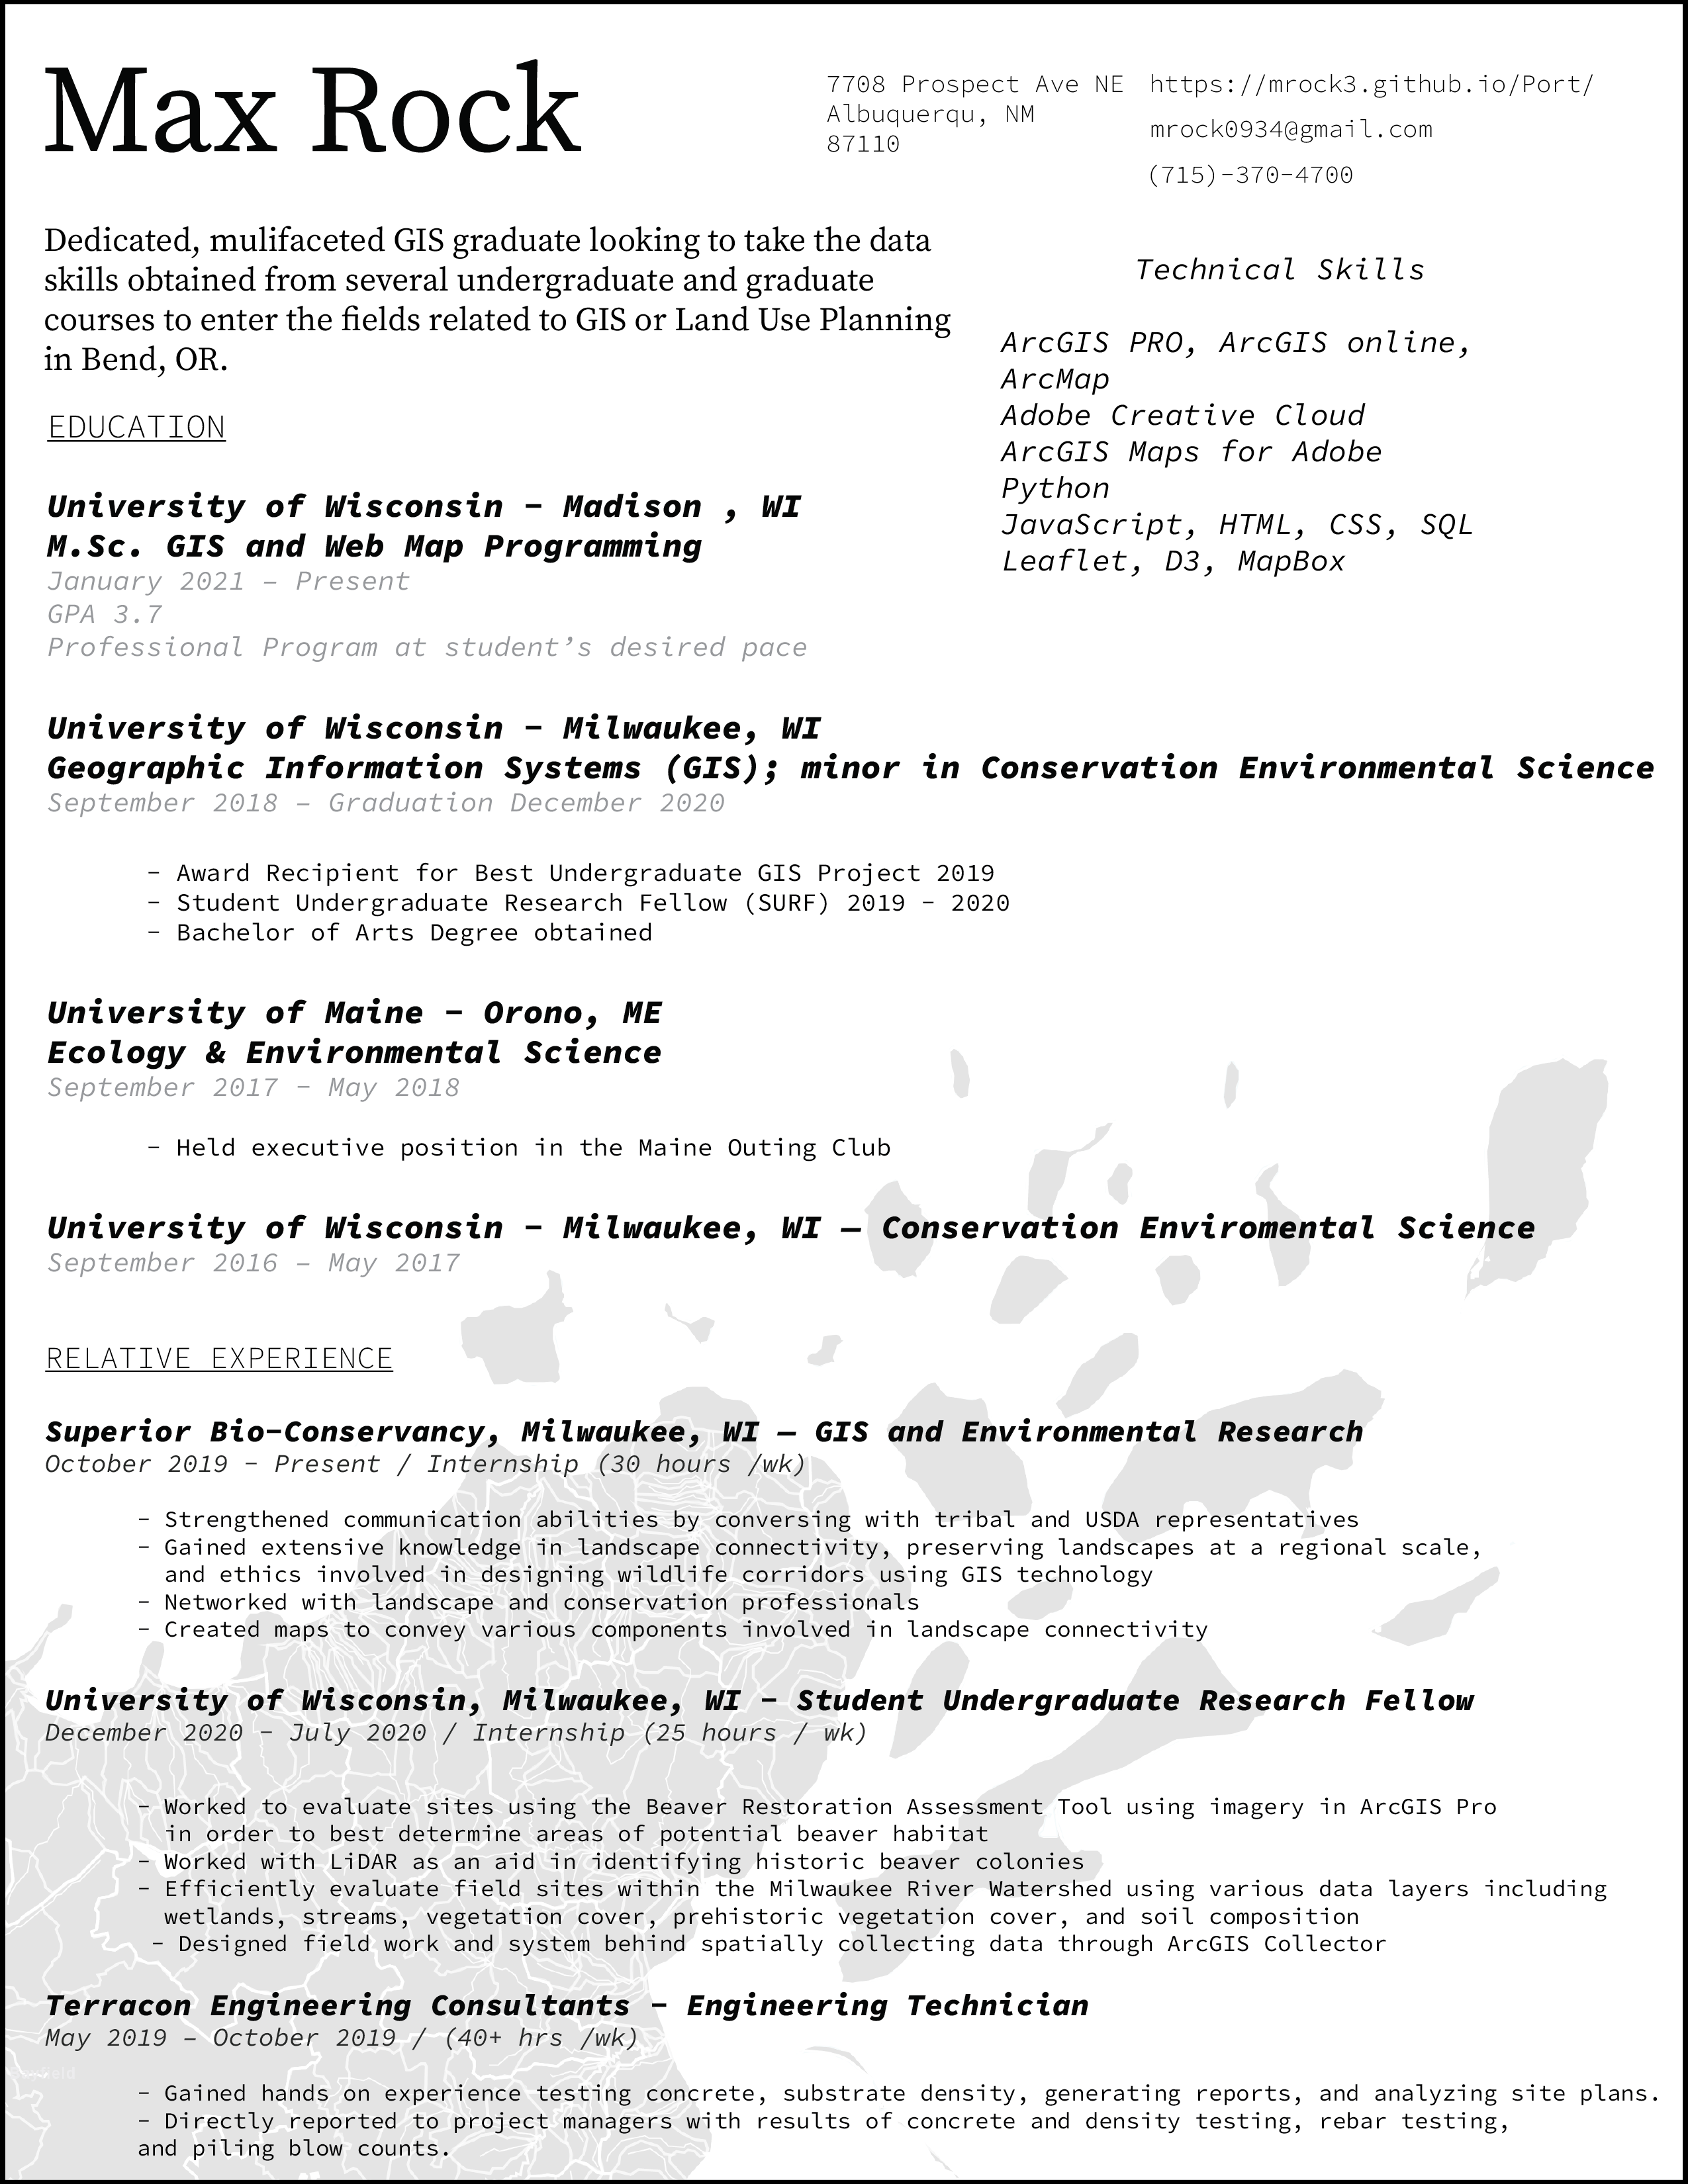 Max Rock
7708 Prospect Ave NE
Albuquerqu, NM
87110
https://mrock3.github.io/Port/
mrock0934@gmail.com
(715)-370-4700
Dedicated, mulifaceted GIS graduate looking to take the data
skills obtained from several undergraduate and graduate
courses to enter the fields related to GIS or Land Use Planning
in Bend, OR.
Technical Skills
ArcGIS PRO, ArcGIS online,
ArcMap
Adobe Creative Cloud
ArcGIS Maps for Adobe
Python
JavaScript, HTML, CSS, SQL
Leaflet, D3, MapBox
EDUCATION
University of Wisconsin - Madison , WI
M.Sc. GIS and Web Map Programming
January 2021 – Present
GPA 3.7
Professional Program at student’s desired pace
University of Wisconsin - Milwaukee, WI
Geographic Information Systems (GIS); minor in Conservation Environmental Science
September 2018 – Graduation December 2020
- Award Recipient for Best Undergraduate GIS Project 2019
- Student Undergraduate Research Fellow (SURF) 2019 - 2020
- Bachelor of Arts Degree obtained
University of Maine - Orono, ME
Ecology & Environmental Science
September 2017 - May 2018
- Held executive position in the Maine Outing Club
University of Wisconsin - Milwaukee, WI — Conservation Enviromental Science
September 2016 – May 2017
RELATIVE EXPERIENCE
Superior Bio-Conservancy, Milwaukee, WI — GIS and Environmental Research
October 2019 - Present / Internship (30 hours /wk)
- Strengthened communication abilities by conversing with tribal and USDA representatives
- Gained extensive knowledge in landscape connectivity, preserving landscapes at a regional scale,
and ethics involved in designing wildlife corridors using GIS technology
- Networked with landscape and conservation professionals
- Created maps to convey various components involved in landscape connectivity
University of Wisconsin, Milwaukee, WI - Student Undergraduate Research Fellow
December 2020 - July 2020 / Internship (25 hours / wk)
- Worked to evaluate sites using the Beaver Restoration Assessment Tool using imagery in ArcGIS Pro
in order to best determine areas of potential beaver habitat
- Worked with LiDAR as an aid in identifying historic beaver colonies
- Efficiently evaluate field sites within the Milwaukee River Watershed using various data layers including
wetlands, streams, vegetation cover, prehistoric vegetation cover, and soil composition
- Designed field work and system behind spatially collecting data through ArcGIS Collector
Terracon Engineering Consultants - Engineering Technician
May 2019 – October 2019 / (40+ hrs /wk)
- Gained hands on experience testing concrete, substrate density, generating reports, and analyzing site plans.
- Directly reported to project managers with results of concrete and density testing, rebar testing,
and piling blow counts.